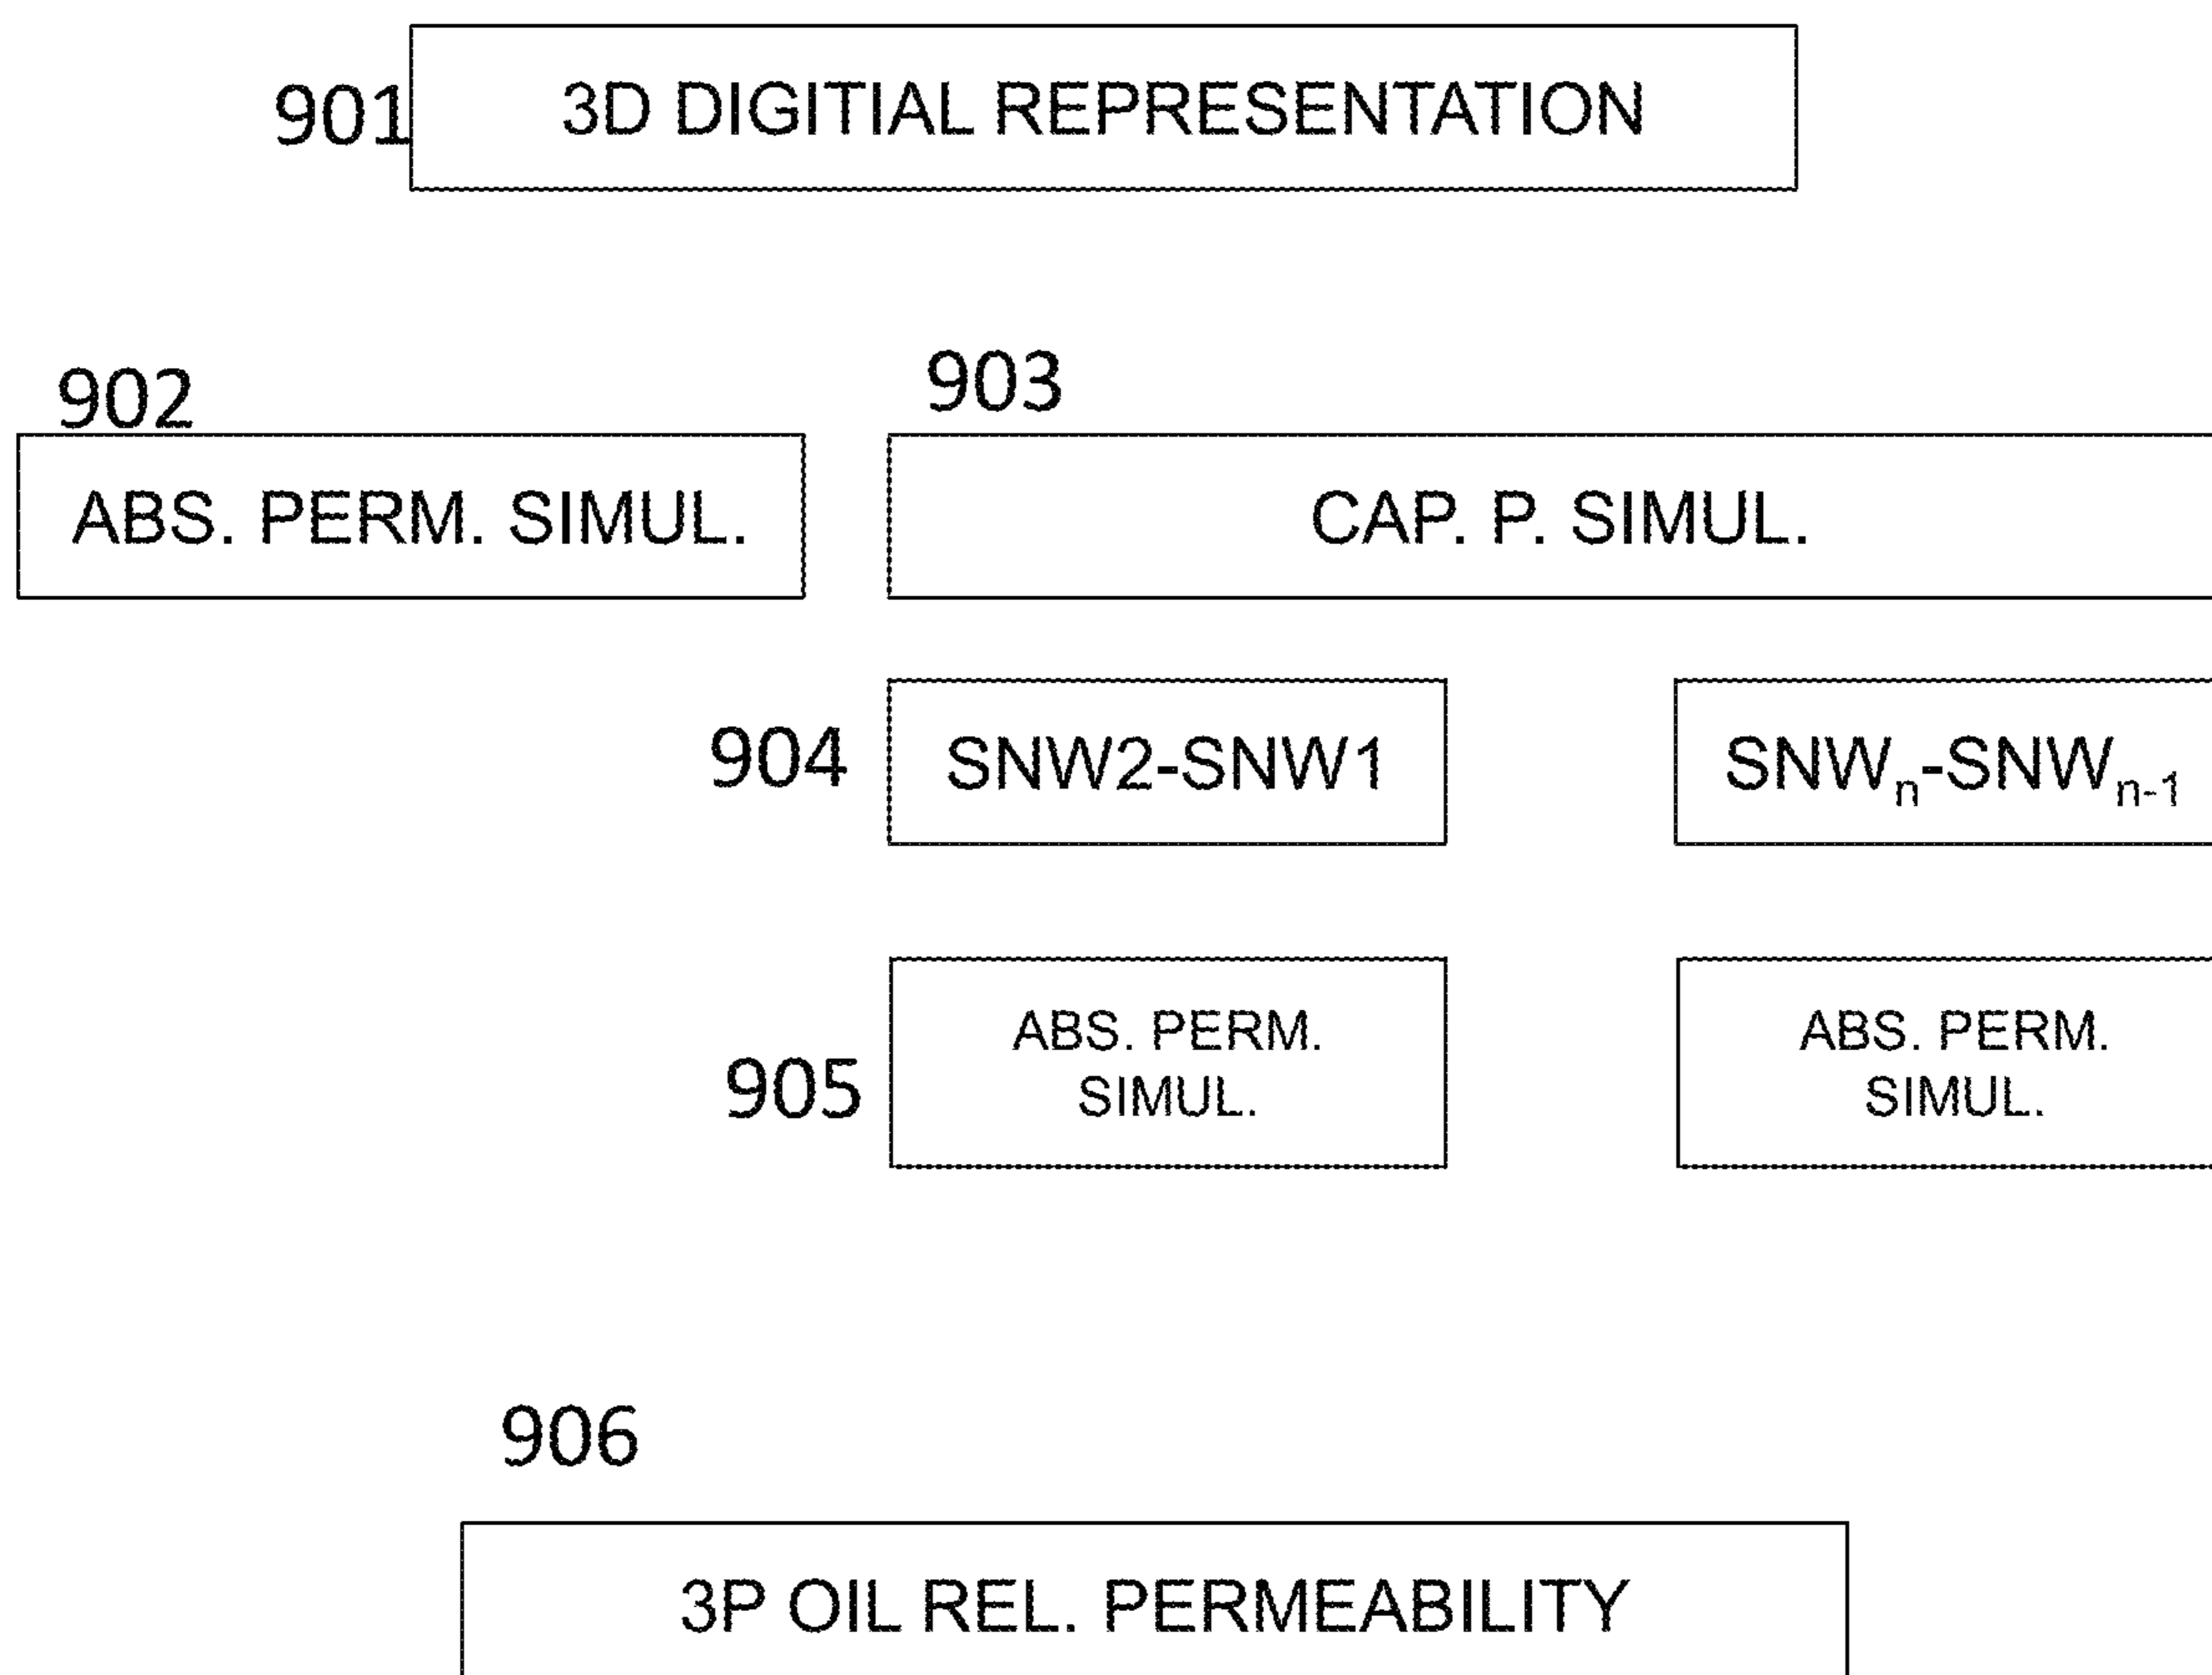 901 3D DIGITIAL REPRESENTATION
902 903
ABS. PERM. SIMUL. CAP. P. SIMUL.
904 SNW2-SNW1 SNWₙ-SNWₙ₋₁
ABS. PERM. ABS. PERM.
905 SIMUL. SIMUL.
906
3P OIL REL. PERMEABILITY